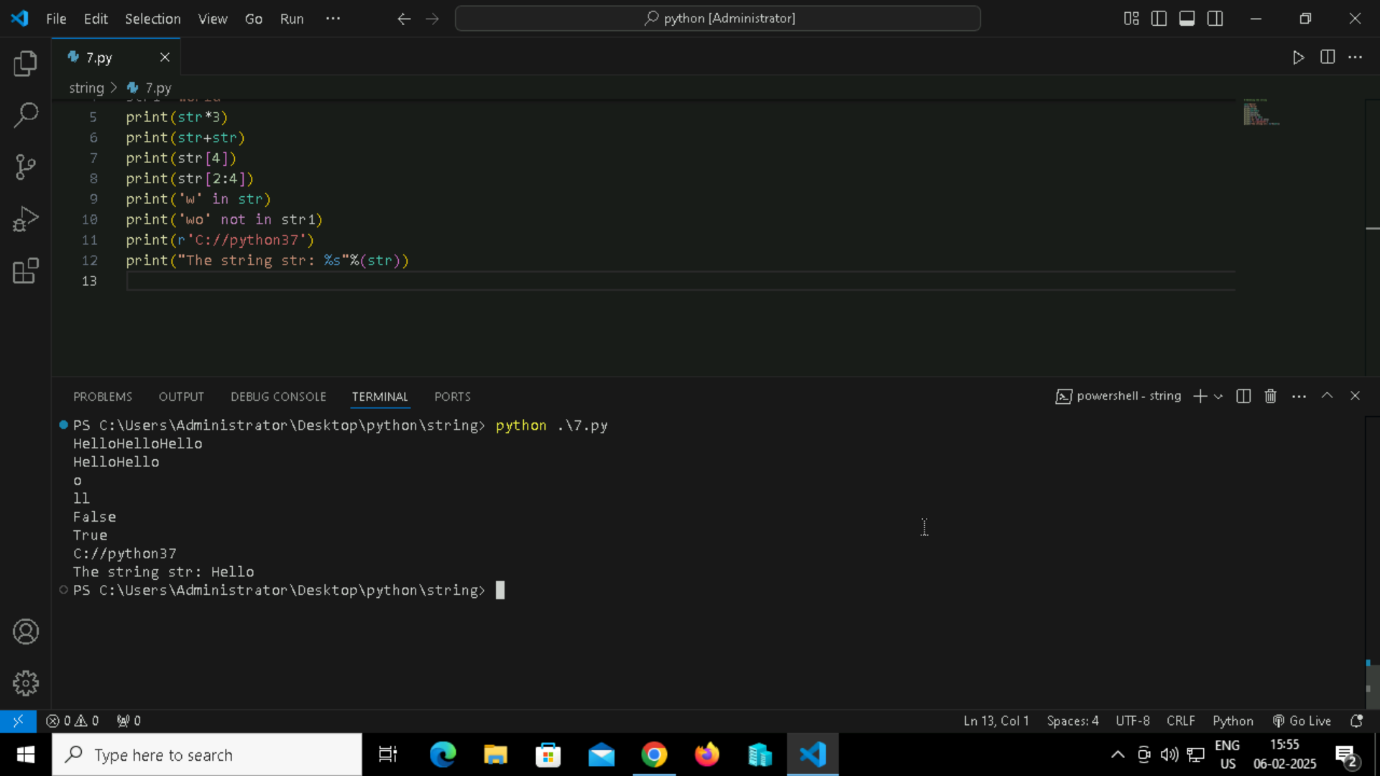 File Edit Selection View Go Run ··· python [Administrator]
7.py
string > 7.py
5 print(str*3)
6 print(str+str)
7 print(str[4])
8 print(str[2:4])
9 print('w' in str)
10 print('wo' not in str1)
11 print(r'C://python37')
12 print("The string str: %s"%(str))
13
PROBLEMS OUTPUT DEBUG CONSOLE TERMINAL PORTS powershell - string
PS C:\Users\Administrator\Desktop\python\string> python .\7.py
HelloHelloHello
HelloHello
o
ll
False
True
C://python37
The string str: Hello
PS C:\Users\Administrator\Desktop\python\string>
0 0 0 Ln 13, Col 1 Spaces: 4 UTF-8 CRLF Python Go Live
Type here to search
ENG
US
15:55
06-02-2025
2